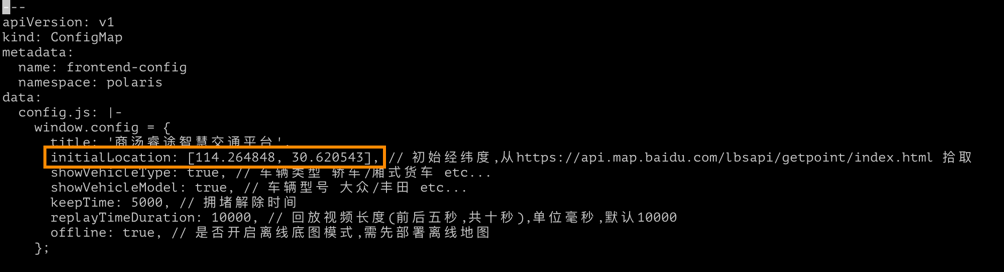 ---
apiVersion: v1
kind: ConfigMap
metadata:
  name: frontend-config
  namespace: polaris
data:
  config.js: |-
    window.config = {
      title: '商汤睿途智慧交通平台',
      initialLocation: [114.264848, 30.620543], // 初始经纬度,从https://api.map.baidu.com/lbsapi/getpoint/index.html 拾取
      showVehicleType: true, // 车辆类型 轿车/厢式货车 etc...
      showVehicleModel: true, // 车辆型号 大众/丰田 etc...
      keepTime: 5000, // 拥堵解除时间
      replayTimeDuration: 10000, // 回放视频长度(前后五秒,共十秒),单位毫秒,默认10000
      offline: true, // 是否开启离线底图模式,需先部署离线地图
    };